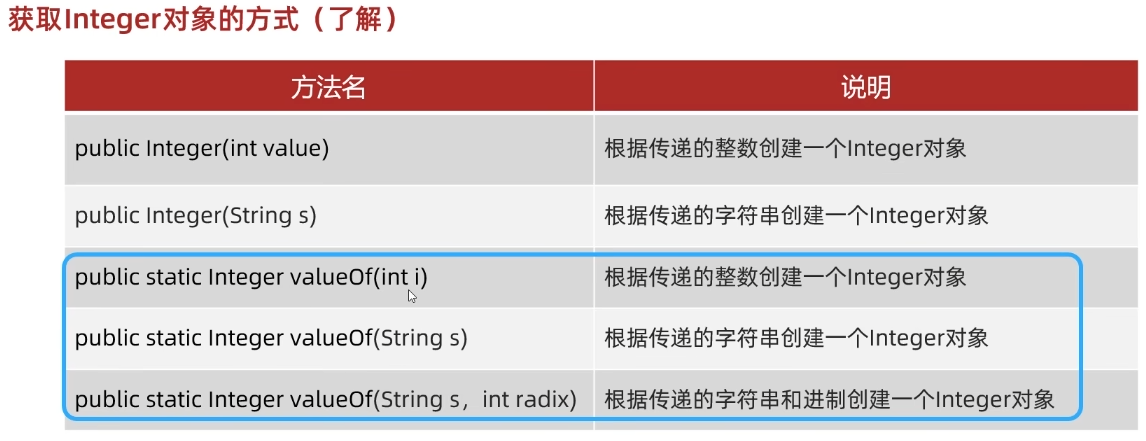 获取Integer对象的方式（了解）
方法名 说明
public Integer(int value) 根据传递的整数创建一个Integer对象
public Integer(String s) 根据传递的字符串创建一个Integer对象
public static Integer valueOf(int i) 根据传递的整数创建一个Integer对象
public static Integer valueOf(String s) 根据传递的字符串创建一个Integer对象
public static Integer valueOf(String s，int radix) 根据传递的字符串和进制创建一个Integer对象